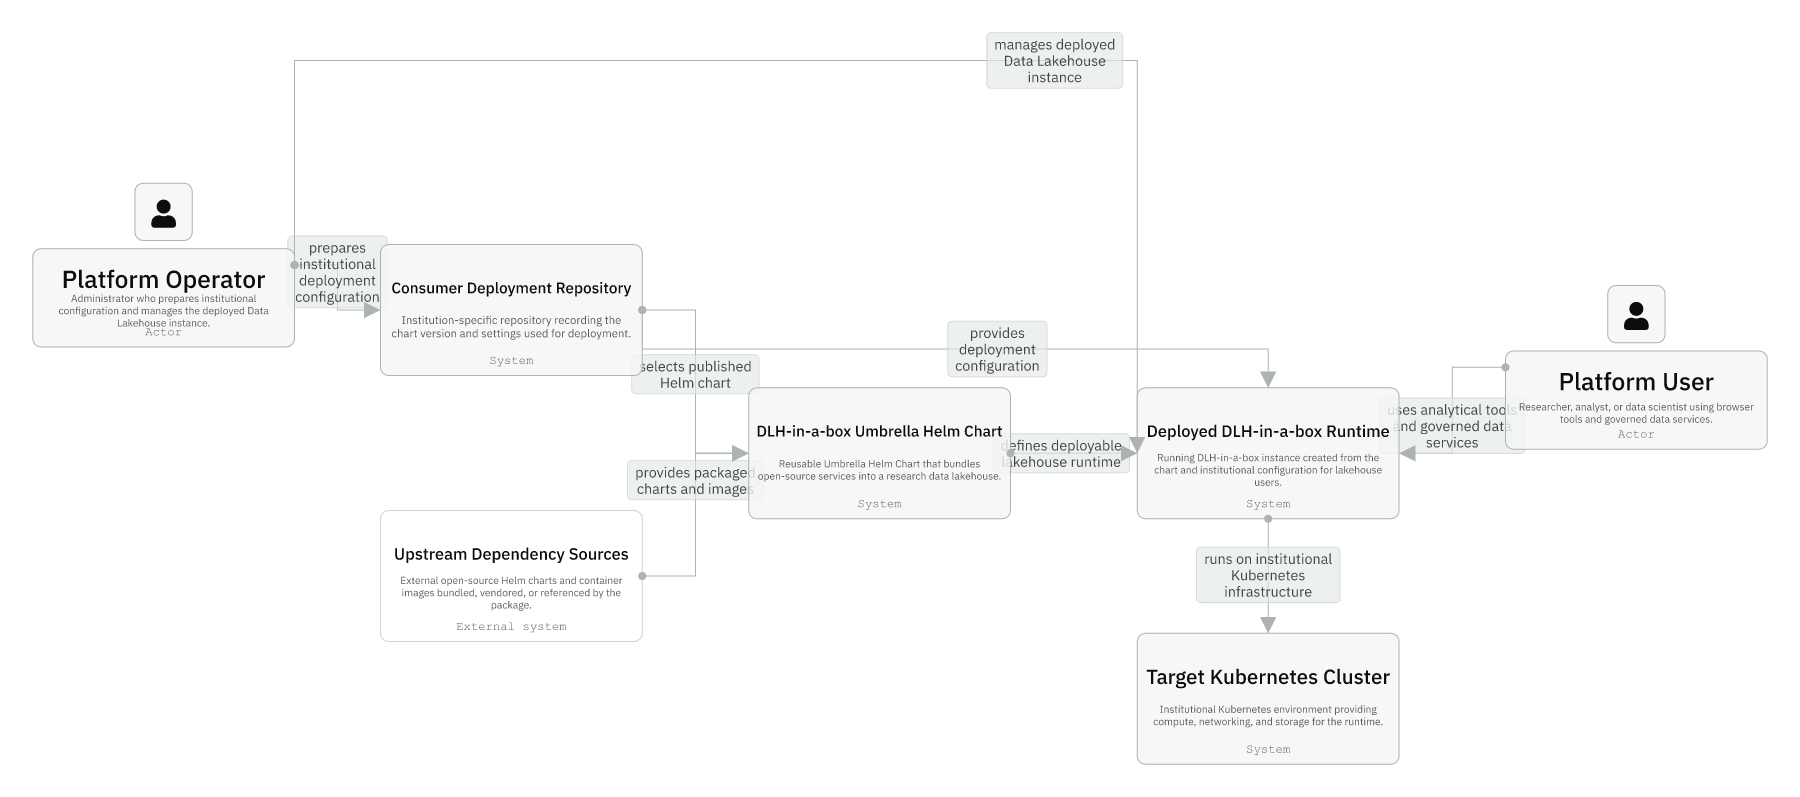 manages deployed
Data Lakehouse
instance
Platform Operator
Administrator who prepares institutional
configuration and manages the deployed Data
Lakehouse instance.
Actor
prepares
institutional
deployment
configuration
Consumer Deployment Repository
Institution-specific repository recording the
chart version and settings used for deployment.
System
selects published
Helm chart
provides
deployment
configuration
DLH-in-a-box Umbrella Helm Chart
Reusable Umbrella Helm Chart that bundles
open-source services into a research data lakehouse.
System
provides packaged
charts and images
defines deployable
lakehouse runtime
Deployed DLH-in-a-box Runtime
Running DLH-in-a-box instance created from the
chart and institutional configuration for lakehouse
users.
System
uses analytical tools
and governed data
services
Platform User
Researcher, analyst, or data scientist using browser
tools and governed data services.
Actor
Upstream Dependency Sources
External open-source Helm charts and container
images bundled, vendored, or referenced by the
package.
External system
runs on institutional
Kubernetes
infrastructure
Target Kubernetes Cluster
Institutional Kubernetes environment providing
compute, networking, and storage for the runtime.
System